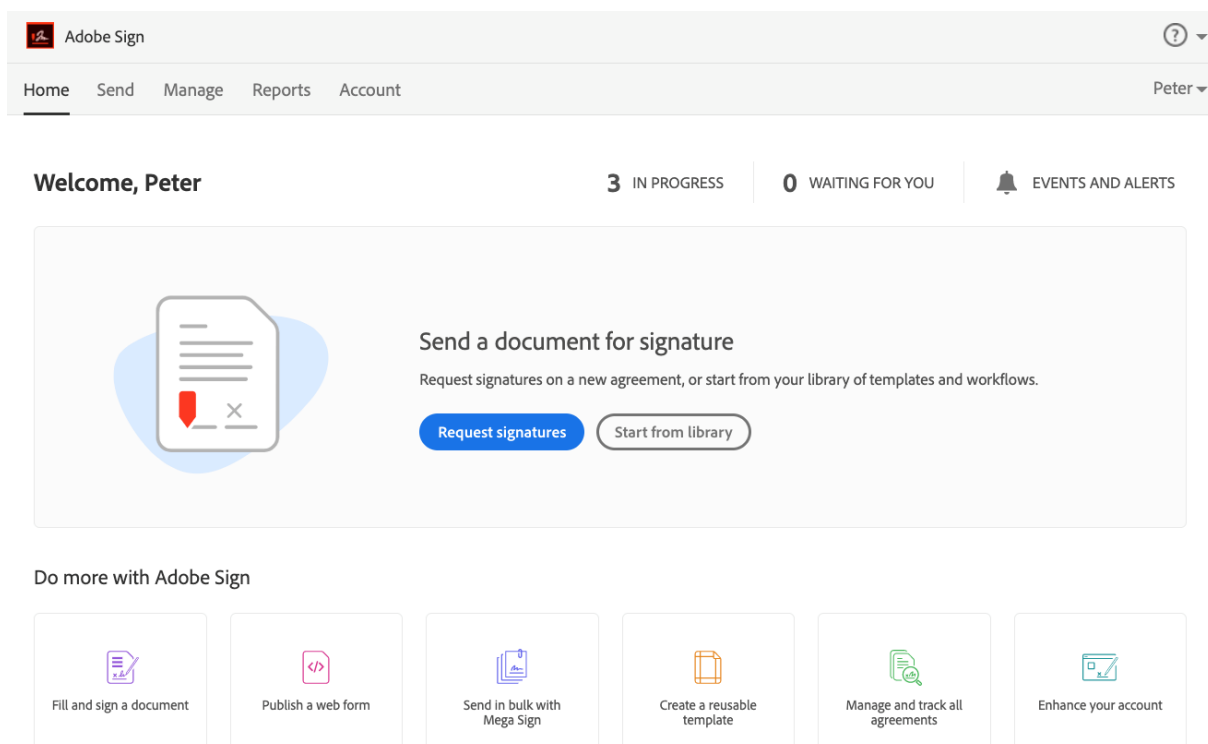 Adobe Sign
?
Home Send Manage Reports Account
Peter
Welcome, Peter
3 IN PROGRESS
0 WAITING FOR YOU
EVENTS AND ALERTS
Send a document for signature
Request signatures on a new agreement, or start from your library of templates and workflows.
Request signatures
Start from library
Do more with Adobe Sign
Fill and sign a document
</>
Publish a web form
Send in bulk with
Mega Sign
Create a reusable
template
Manage and track all
agreements
Enhance your account